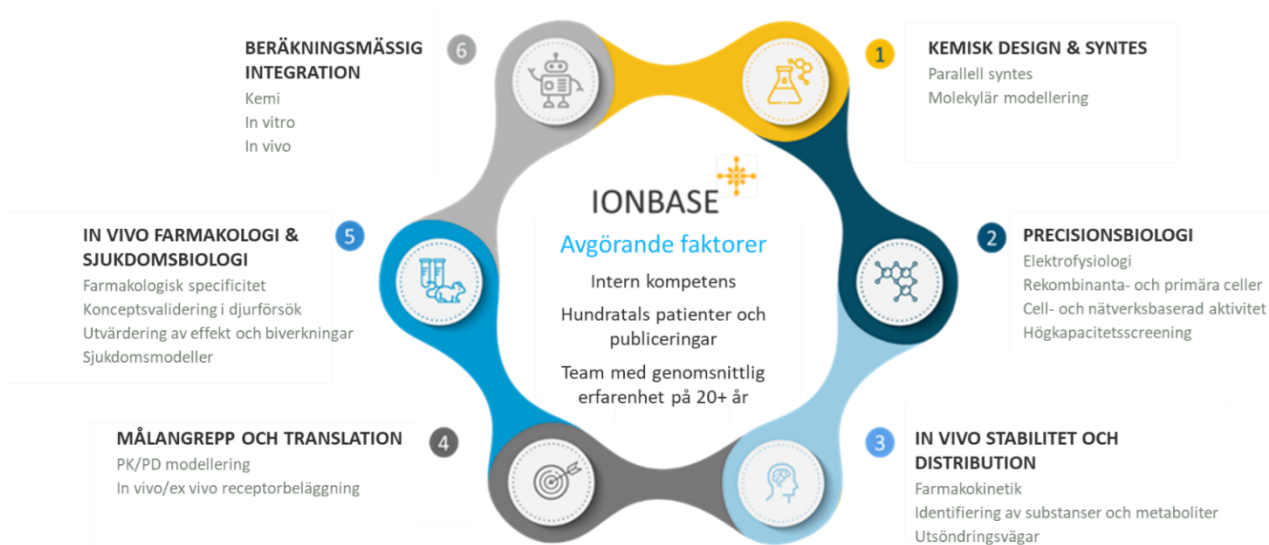 BERÄKNINGSMÄSSIG
INTEGRATION
Kemi
In vitro
In vivo
6
1
KEMISK DESIGN & SYNTES
Parallell syntes
Molekylär modellering
IONBASE
Avgörande faktorer
Intern kompetens
Hundratals patienter och
publiceringar
Team med genomsnittlig
erfarenhet på 20+ år
IN VIVO FARMAKOLOGI &
SJUKDOMSBIOLOGI
Farmakologisk specificitet
Konceptsvalidering i djurförsök
Utvärdering av effekt och biverkningar
Sjukdomsmodeller
5
2
PRECISIONSBIOLOGI
Elektrofysiologi
Rekombinanta- och primära celler
Cell- och nätverksbaserad aktivitet
Högkapacitetsscreening
MÅLANGREPP OCH TRANSLATION
PK/PD modellering
In vivo/ex vivo receptorbeläggning
4
3
IN VIVO STABILITET OCH
DISTRIBUTION
Farmakokinetik
Identifiering av substanser och metaboliter
Utsöndringsvägar